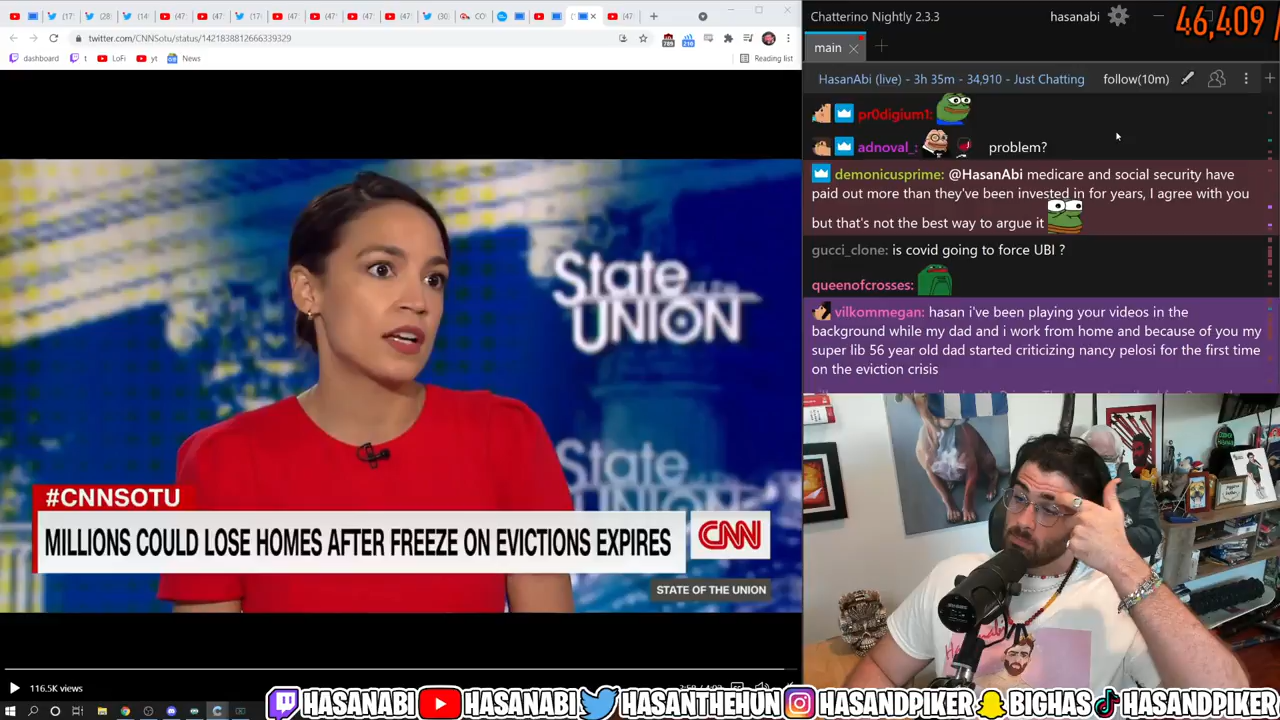 twitter.com/CNNSotu/status/1421838812666339329
dashboard
t
LoFi
yt
News
Reading list
State of the UNION
State
UNION
#CNNSOTU
MILLIONS COULD LOSE HOMES AFTER FREEZE ON EVICTIONS EXPIRES
CNN
STATE OF THE UNION
116.5K views
Chatterino Nightly 2.3.3
hasanabi
46,409 /
main
HasanAbi (live) - 3h 35m - 34,910 - Just Chatting
follow(10m)
pr0digium1:
adnoval_: problem?
demonicusprime: @HasanAbi medicare and social security have
paid out more than they've been invested in for years, I agree with you
but that's not the best way to argue it
gucci_clone: is covid going to force UBI ?
queenofcrosses:
vilkommegan: hasan i've been playing your videos in the
background while my dad and i work from home and because of you my
super lib 56 year old dad started criticizing nancy pelosi for the first time
on the eviction crisis
HASANABI
HASANABI
HASANTHEHUN
HASANDPIKER
BIGHAS
HASANDPIKER